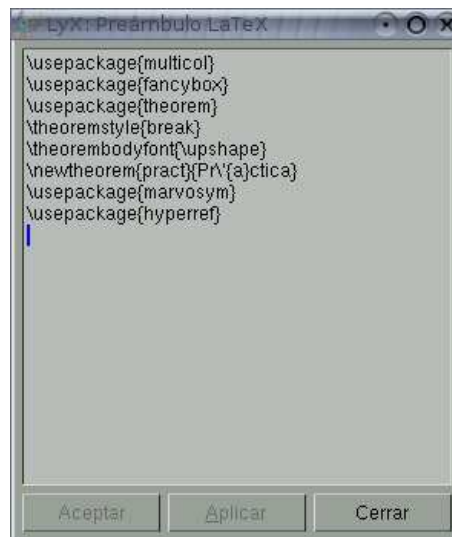 LyX: Preámbulo LaTeX
\usepackage{multicol}
\usepackage{fancybox}
\usepackage{theorem}
\theoremstyle{break}
\theorembodyfont{\upshape}
\newtheorem{pract}{Pr\'{a}ctica}
\usepackage{marvosym}
\usepackage{hyperref}
Aceptar Aplicar Cerrar